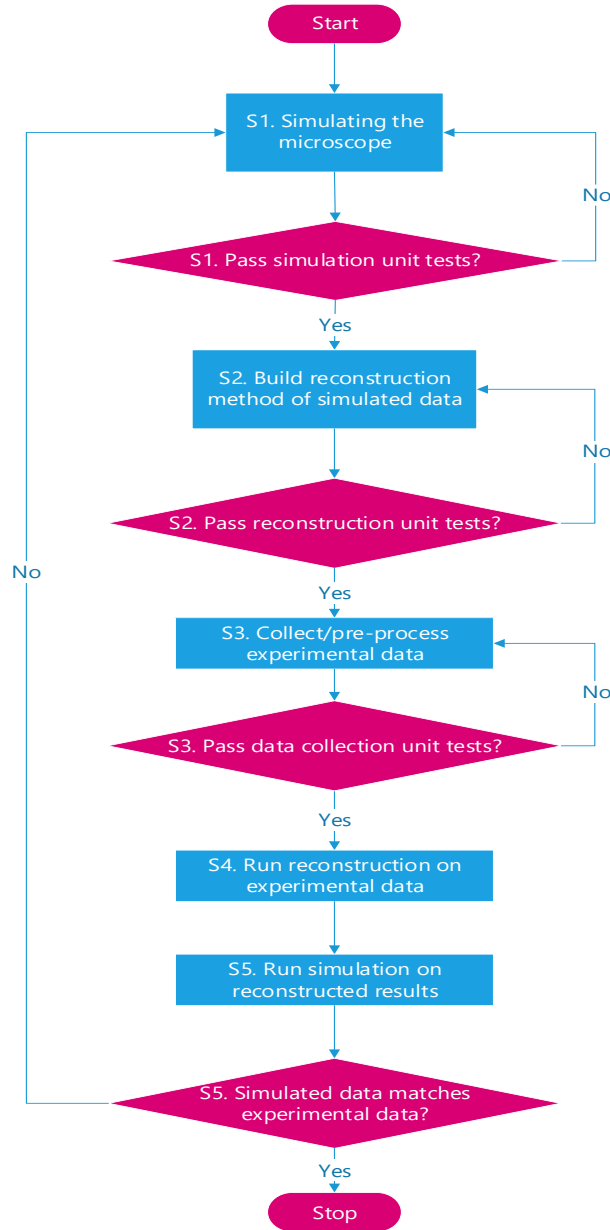 Start
S1. Simulating the
microscope
No
S1. Pass simulation unit tests?
Yes
S2. Build reconstruction
method of simulated data
No
S2. Pass reconstruction unit tests?
No
Yes
S3. Collect/pre-process
experimental data
No
S3. Pass data collection unit tests?
Yes
S4. Run reconstruction on
experimental data
S5. Run simulation on
reconstructed results
S5. Simulated data matches
experimental data?
Yes
Stop